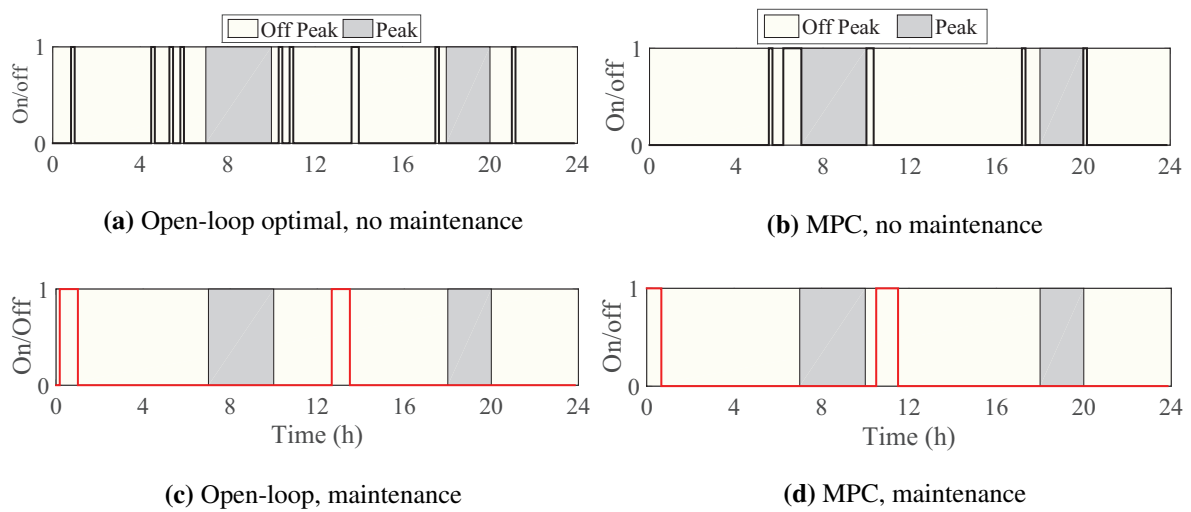 Off Peak Peak
Off Peak Peak
On/off
1
0
0 4 8 12 16 20 24
On/off
1
0
0 4 8 12 16 20 24
(a) Open-loop optimal, no maintenance
(b) MPC, no maintenance
On/Off
1
0
0 4 8 12 16 20 24
Time (h)
On/off
1
0
0 4 8 12 16 20 24
Time (h)
(c) Open-loop, maintenance
(d) MPC, maintenance